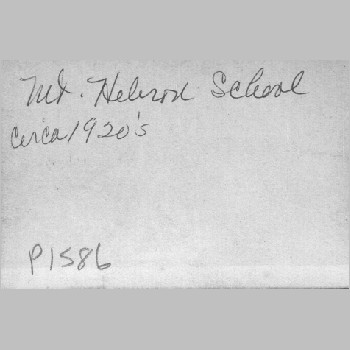 Mt. Hebron School
circa 1920's
P1586